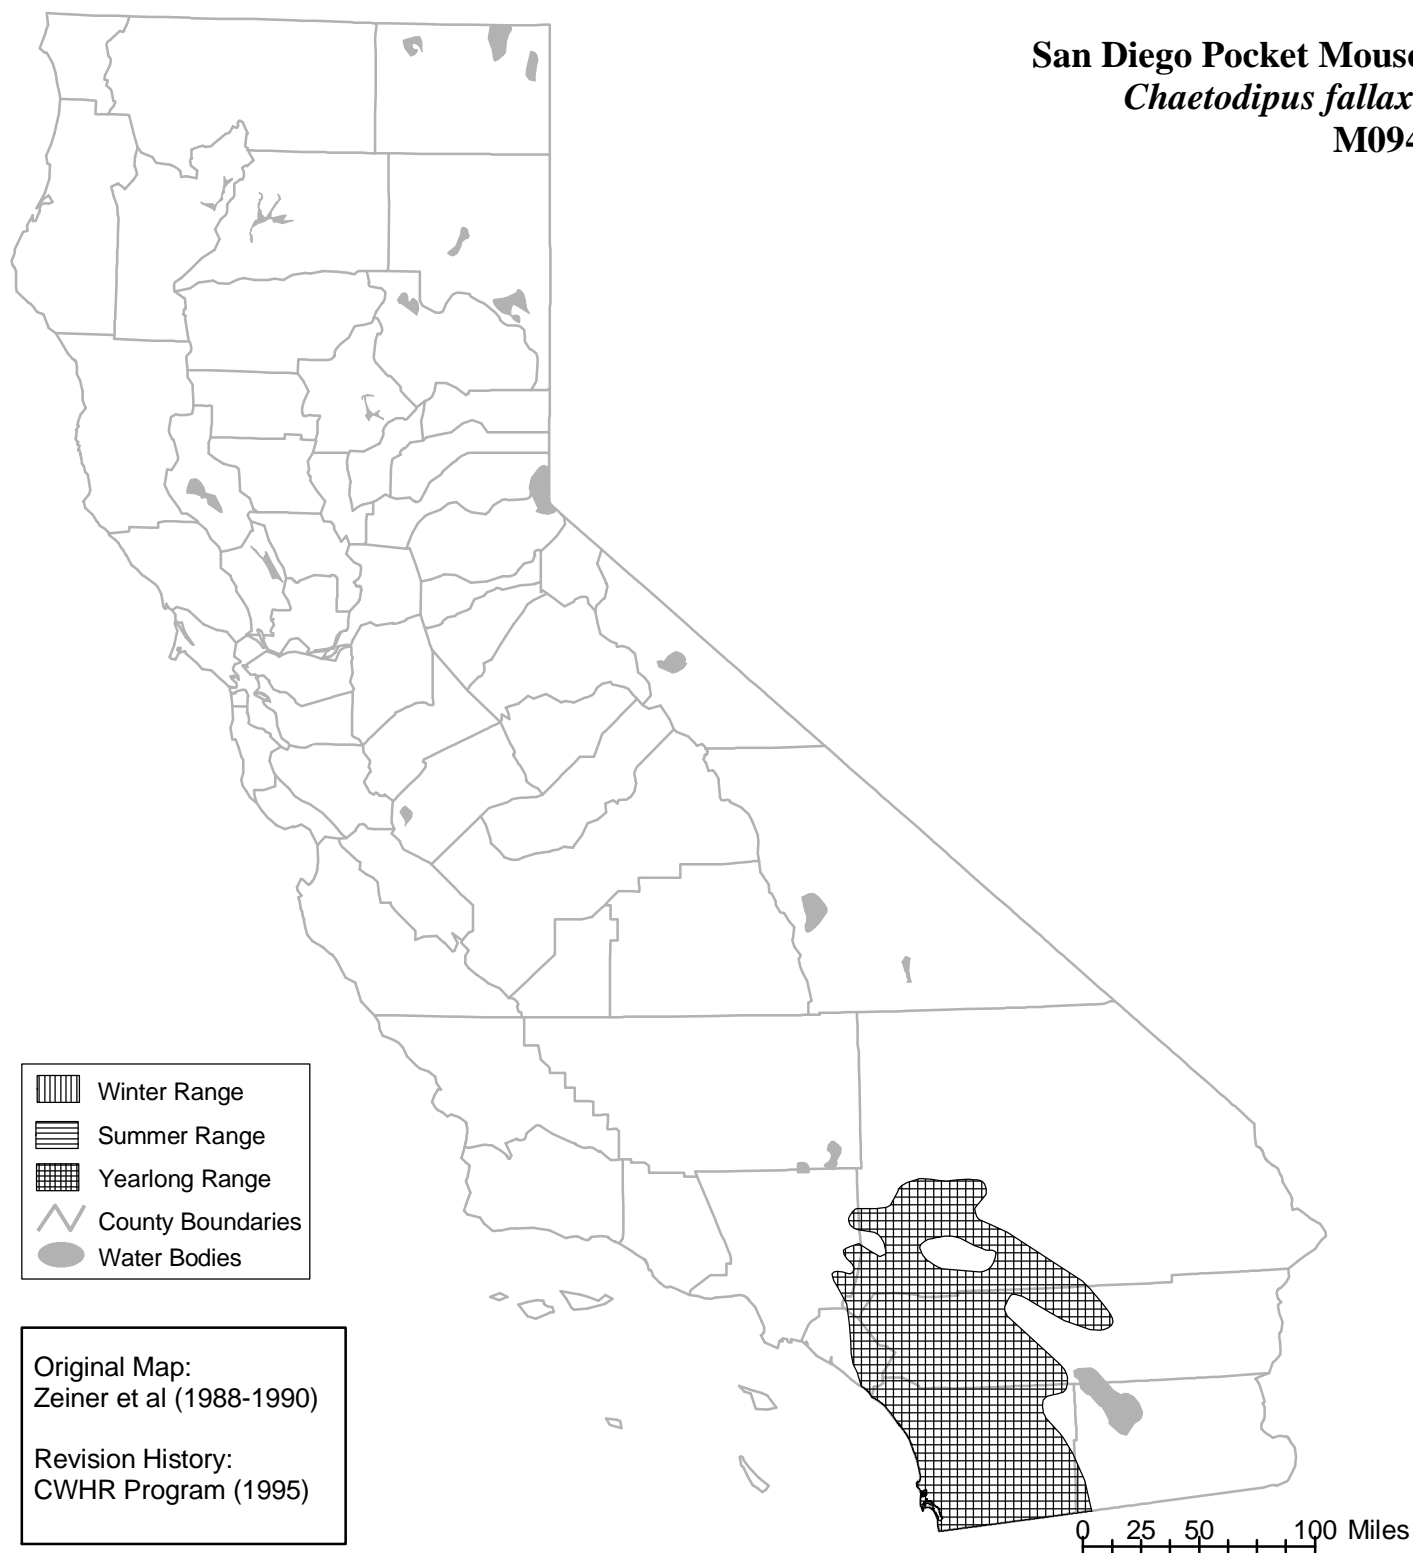 San Diego Pocket Mouse
Chaetodipus fallax
M094
Winter Range
Summer Range
Yearlong Range
County Boundaries
Water Bodies
Original Map:
Zeiner et al (1988-1990)
Revision History:
CWHR Program (1995)
0 25 50 100 Miles